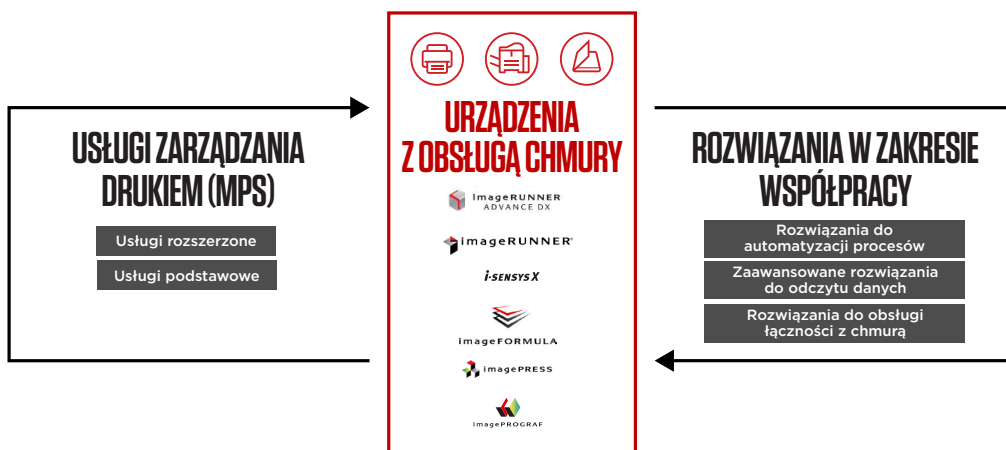 USŁUGI ZARZĄDZANIA
DRUKIEM (MPS)
Usługi rozszerzone
Usługi podstawowe
URZĄDZENIA
Z OBSŁUGĄ CHMURY
imageRUNNER
ADVANCE DX
imageRUNNER®
i-SENSYS X
imageFORMULA
imagePRESS
imagePROGRAF
ROZWIĄZANIA W ZAKRESIE
WSPÓŁPRACY
Rozwiązania do
automatyzacji procesów
Zaawansowane rozwiązania
do odczytu danych
Rozwiązania do obsługi
łączności z chmurą